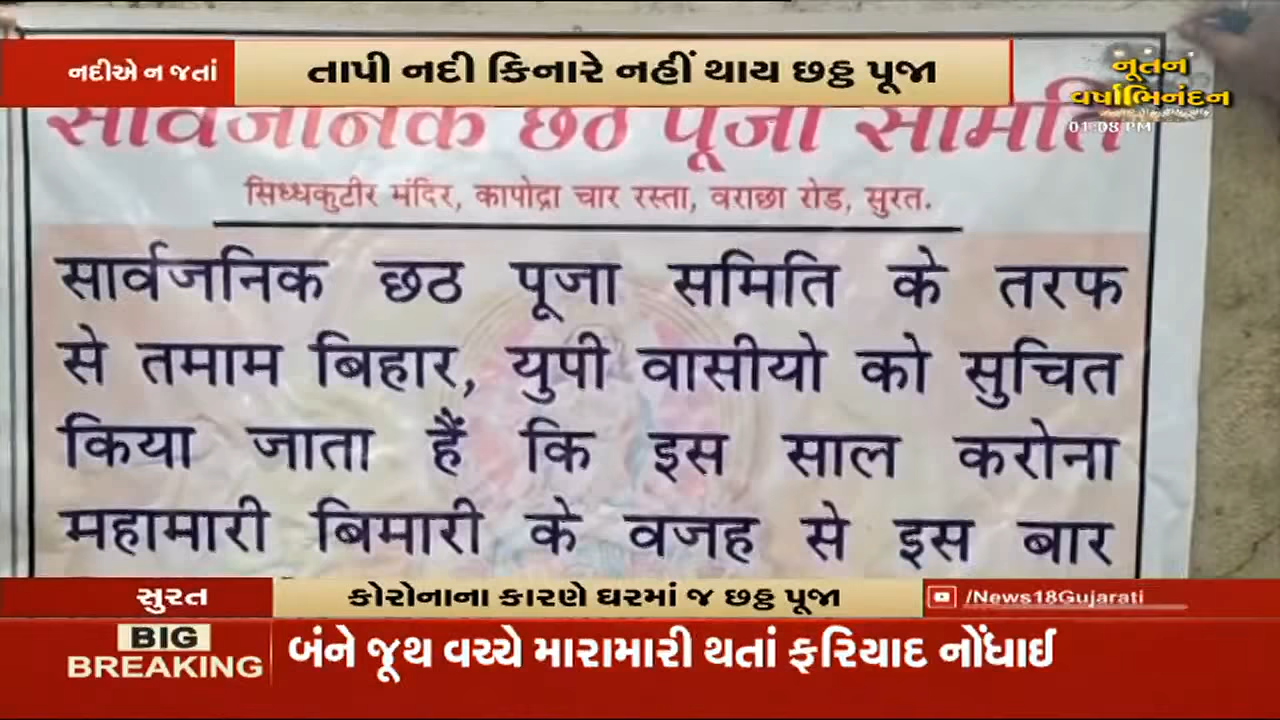 નદીએ ન જતાં
તાપી નદી કિનારે નહીં થાય છઠ્ઠ પૂજા
નૂતન
વર્ષાભિનંદન
01:08 PM
सार्वजनिक छठ पूजा समिति
सिध्धकुटीर मंदिर, कापोद्रा चार रस्ता, वराछा रोड, सुरत.
सार्वजनिक छठ पूजा समिति के तरफ
से तमाम बिहार, युपी वासीयो को सुचित
किया जाता हैं कि इस साल करोना
महामारी बिमारी के वजह से इस बार
સુરત
કોરોનાના કારણે ઘરમાં જ છઠ્ઠ પૂજા
/News18Gujarati
BIG
BREAKING
બંને જૂથ વચ્ચે મારામારી થતાં ફરિયાદ નોંધાઈ